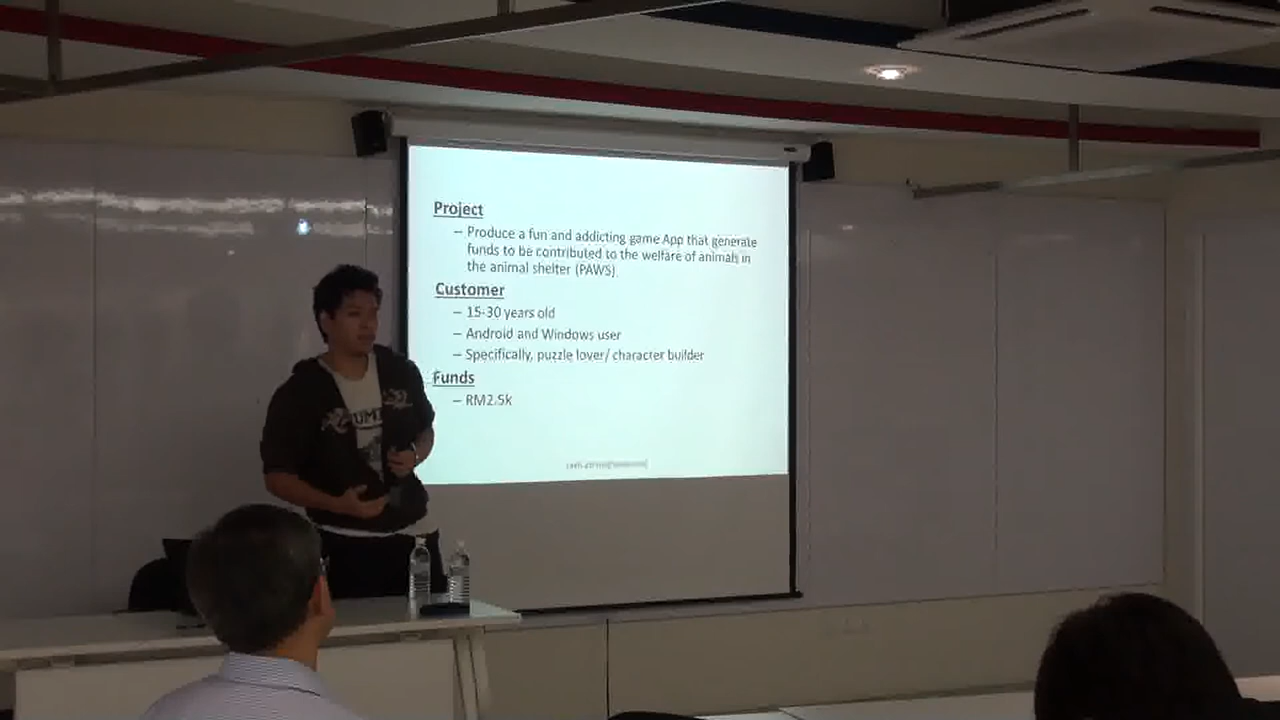 Project
– Produce a fun and addicting game App that generate
funds to be contributed to the welfare of animals in
the animal shelter (PAWS).
Customer
– 15-30 years old
– Android and Windows user
– Specifically, puzzle lover/ character builder
Funds
– RM2.5k